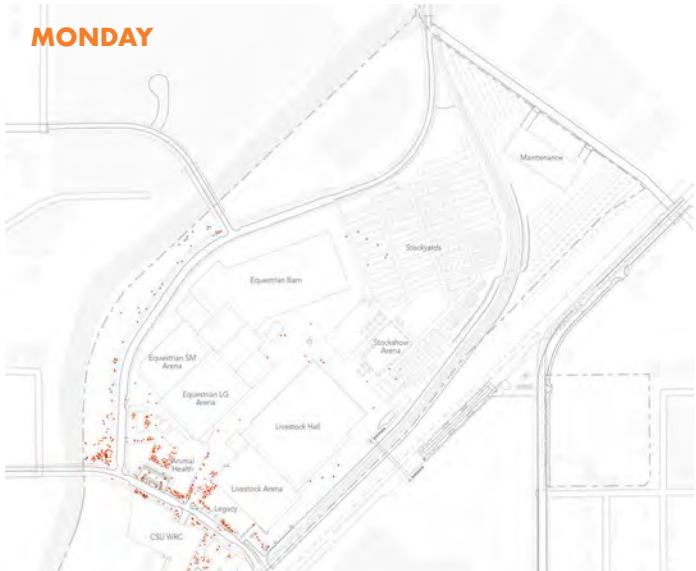 MONDAY
Maintenance
Stockyards
Equestrian Barn
Stockshow
Arena
Equestrian SM
Arena
Equestrian LG
Arena
Livestock Hall
Animal
Health
Livestock Arena
Legacy
CSU WRC